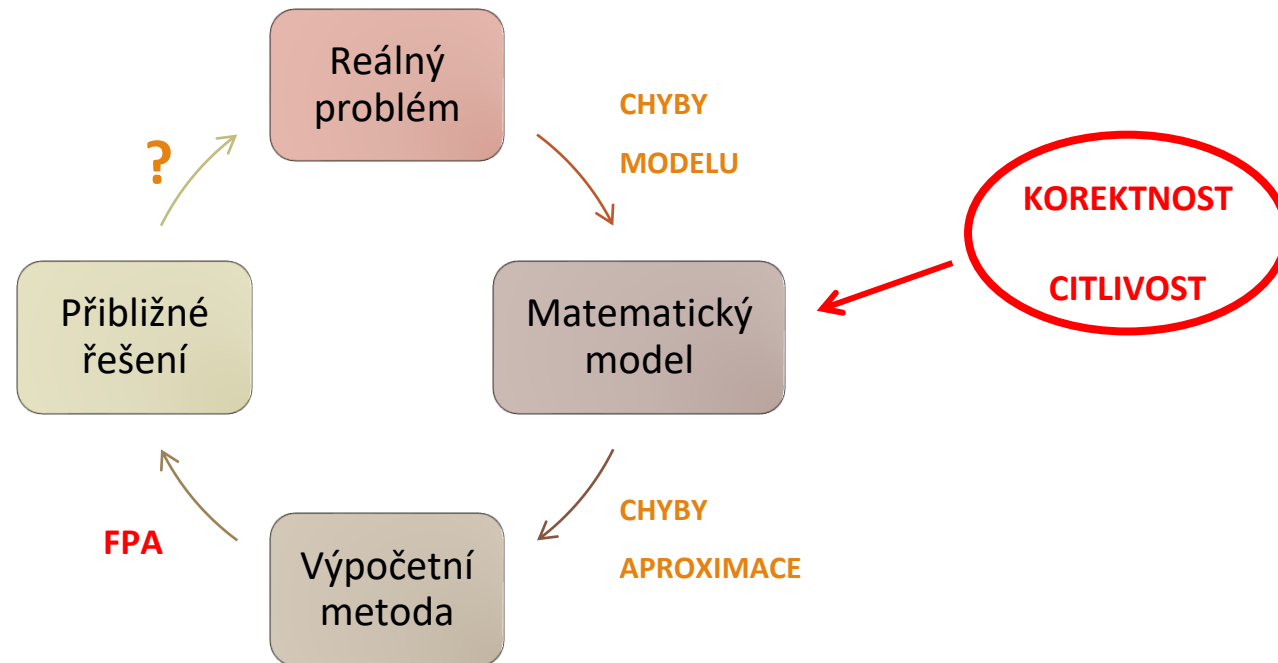 Reálný
problém
CHYBY
MODELU
?
KOREKTNOST
CITLIVOST
Přibližné
řešení
Matematický
model
CHYBY
APROXIMACE
FPA
Výpočetní
metoda